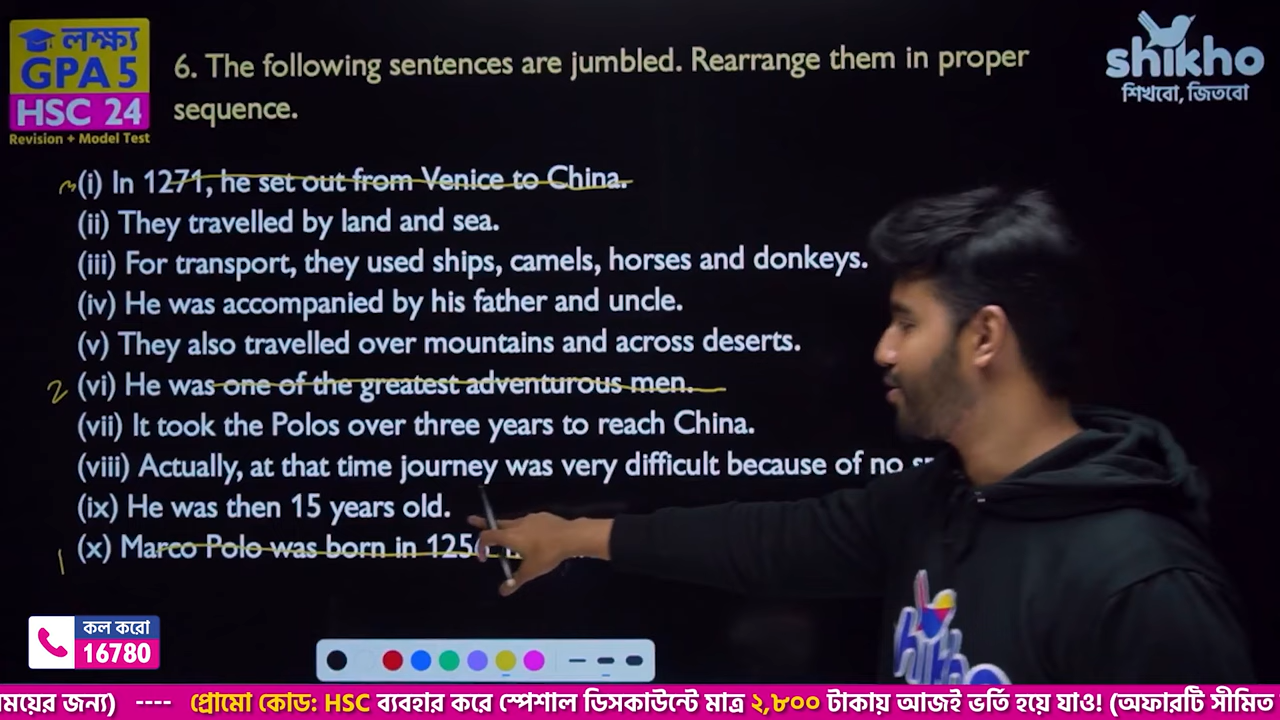 লক্ষ্য
GPA 5
HSC 24
Revision + Model Test
6. The following sentences are jumbled. Rearrange them in proper
sequence.
shikho
শিখবো, জিতবো
3 (i) In 1271, he set out from Venice to China.
(ii) They travelled by land and sea.
(iii) For transport, they used ships, camels, horses and donkeys.
(iv) He was accompanied by his father and uncle.
(v) They also travelled over mountains and across deserts.
2 (vi) He was one of the greatest adventurous men.
(vii) It took the Polos over three years to reach China.
(viii) Actually, at that time journey was very difficult because of no
(ix) He was then 15 years old.
1 (x) Marco Polo was born in
shikho
কল করো
16780
ময়ের জন্য) ---- প্রোমো কোড: HSC ব্যবহার করে স্পেশাল ডিসকাউন্টে মাত্র ২,৮০০ টাকায় আজই ভর্তি হয়ে যাও! (অফারটি সীমিত